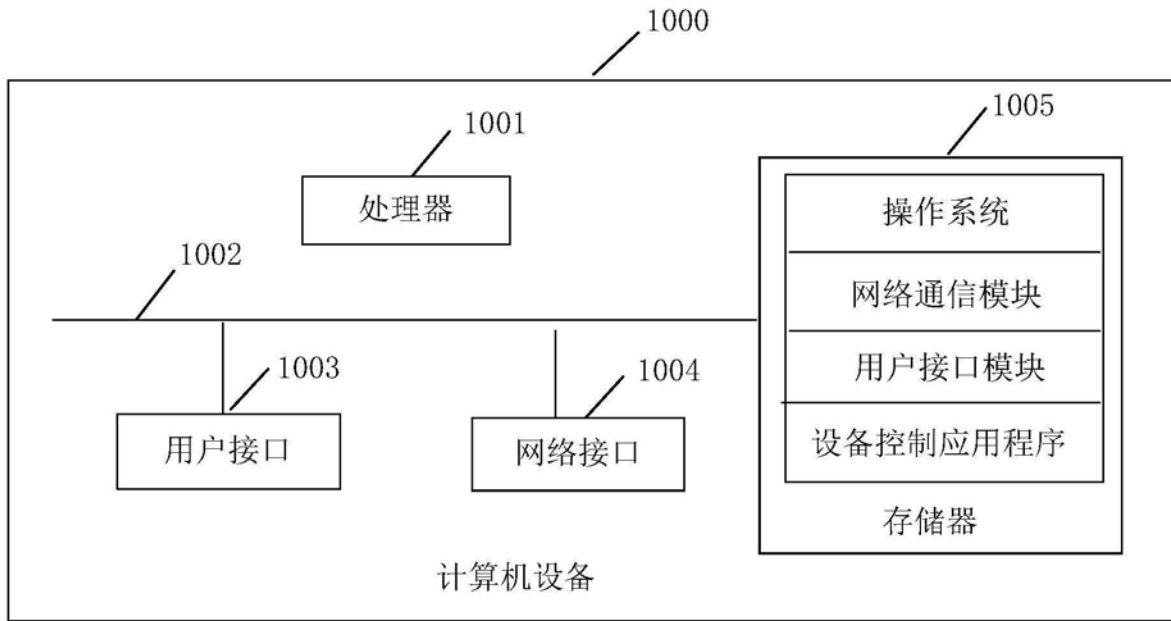 1000
1001
1005
处理器
操作系统
1002
网络通信模块
1003
1004
用户接口模块
用户接口
网络接口
设备控制应用程序
存储器
计算机设备